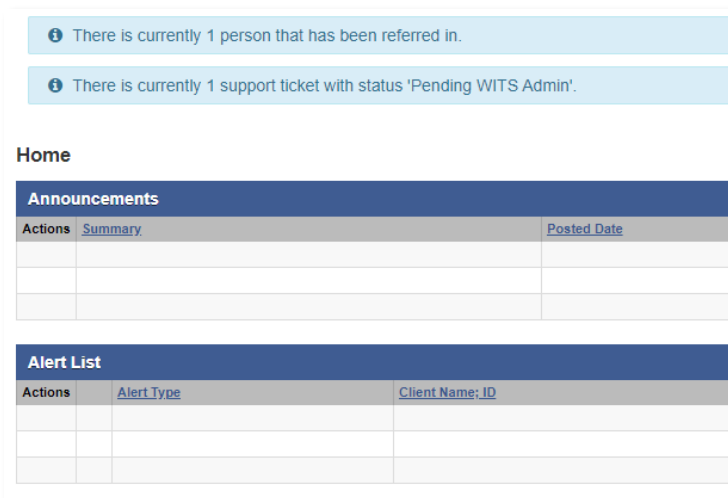 There is currently 1 person that has been referred in.
There is currently 1 support ticket with status 'Pending WITS Admin'.
Home
Announcements
Actions Summary Posted Date
Alert List
Actions Alert Type Client Name; ID